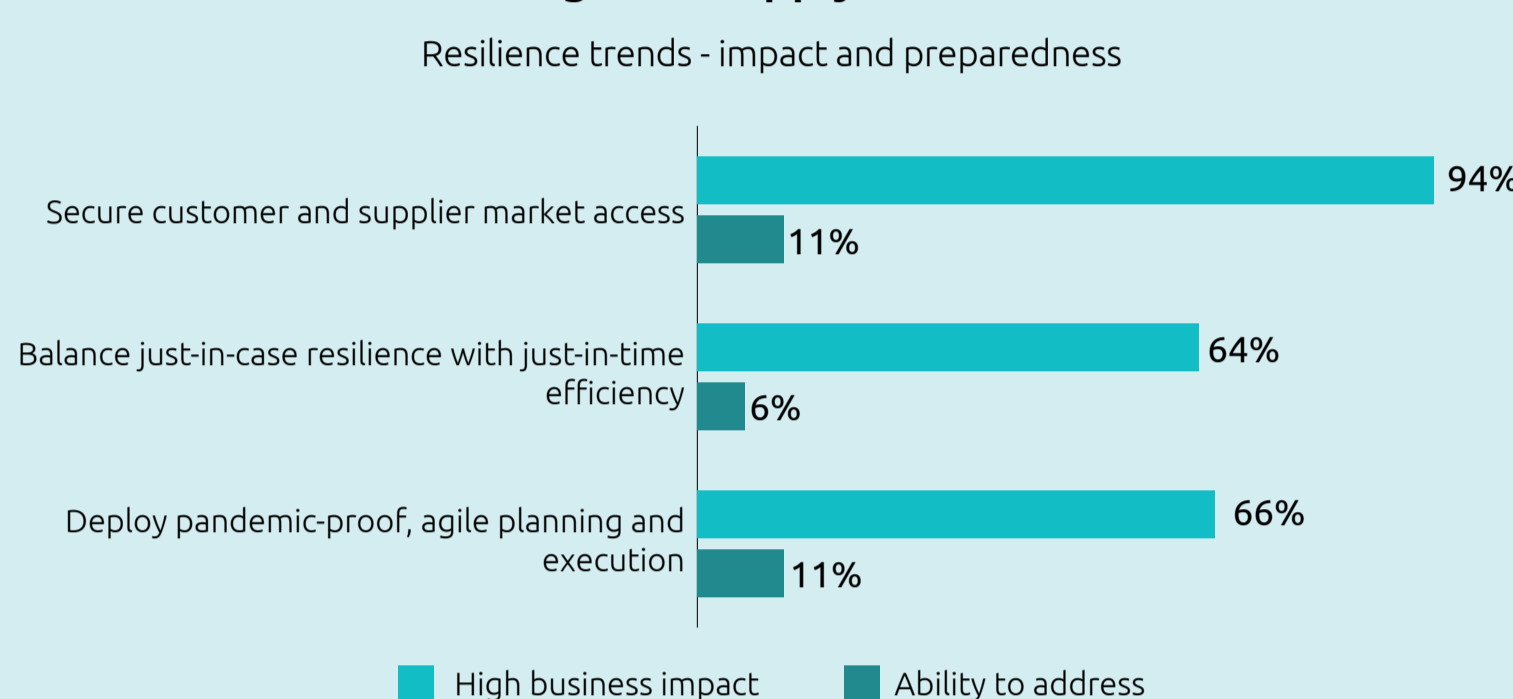 Resilience trends - impact and preparedness
94%
Secure customer and supplier market access
11%
Balance just-in-case resilience with just-in-time
efficiency
64%
6%
Deploy pandemic-proof, agile planning and
execution
66%
11%
High business impact
Ability to address